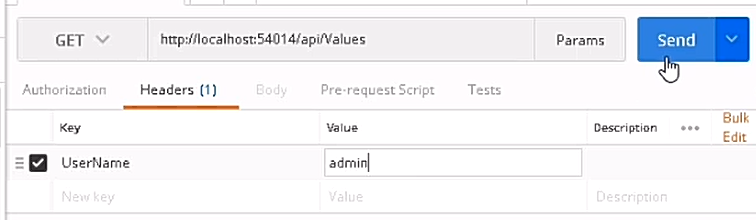 GET http://localhost:54014/api/Values Params Send
Authorization Headers (1) Body Pre-request Script Tests
Key Value Description ••• Bulk Edit
UserName admin
New key Value Description